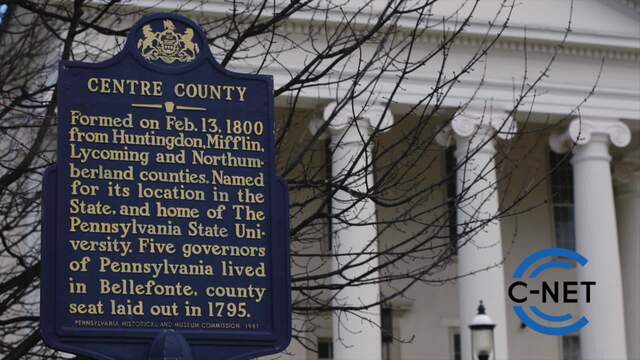 CENTRE COUNTY
Formed on Feb. 13, 1800
from Huntingdon, Mifflin,
Lycoming and Northum-
berland counties. Named
for its location in the
State, and home of The
Pennsylvania State Uni-
versity. Five governors
of Pennsylvania lived
in Bellefonte, county
seat laid out in 1795.
PENNSYLVANIA HISTORICAL AND MUSEUM COMMISSION 1981
C-NET